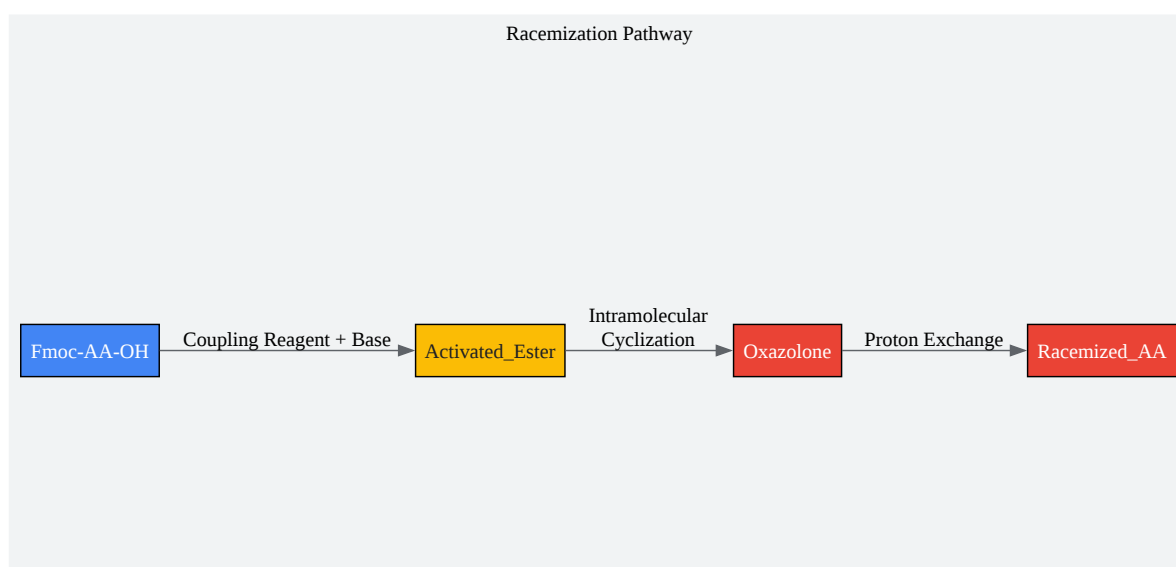 Racemization Pathway
Fmoc-AA-OH
Coupling Reagent + Base
Activated_Ester
Intramolecular
Cyclization
Oxazolone
Proton Exchange
Racemized_AA